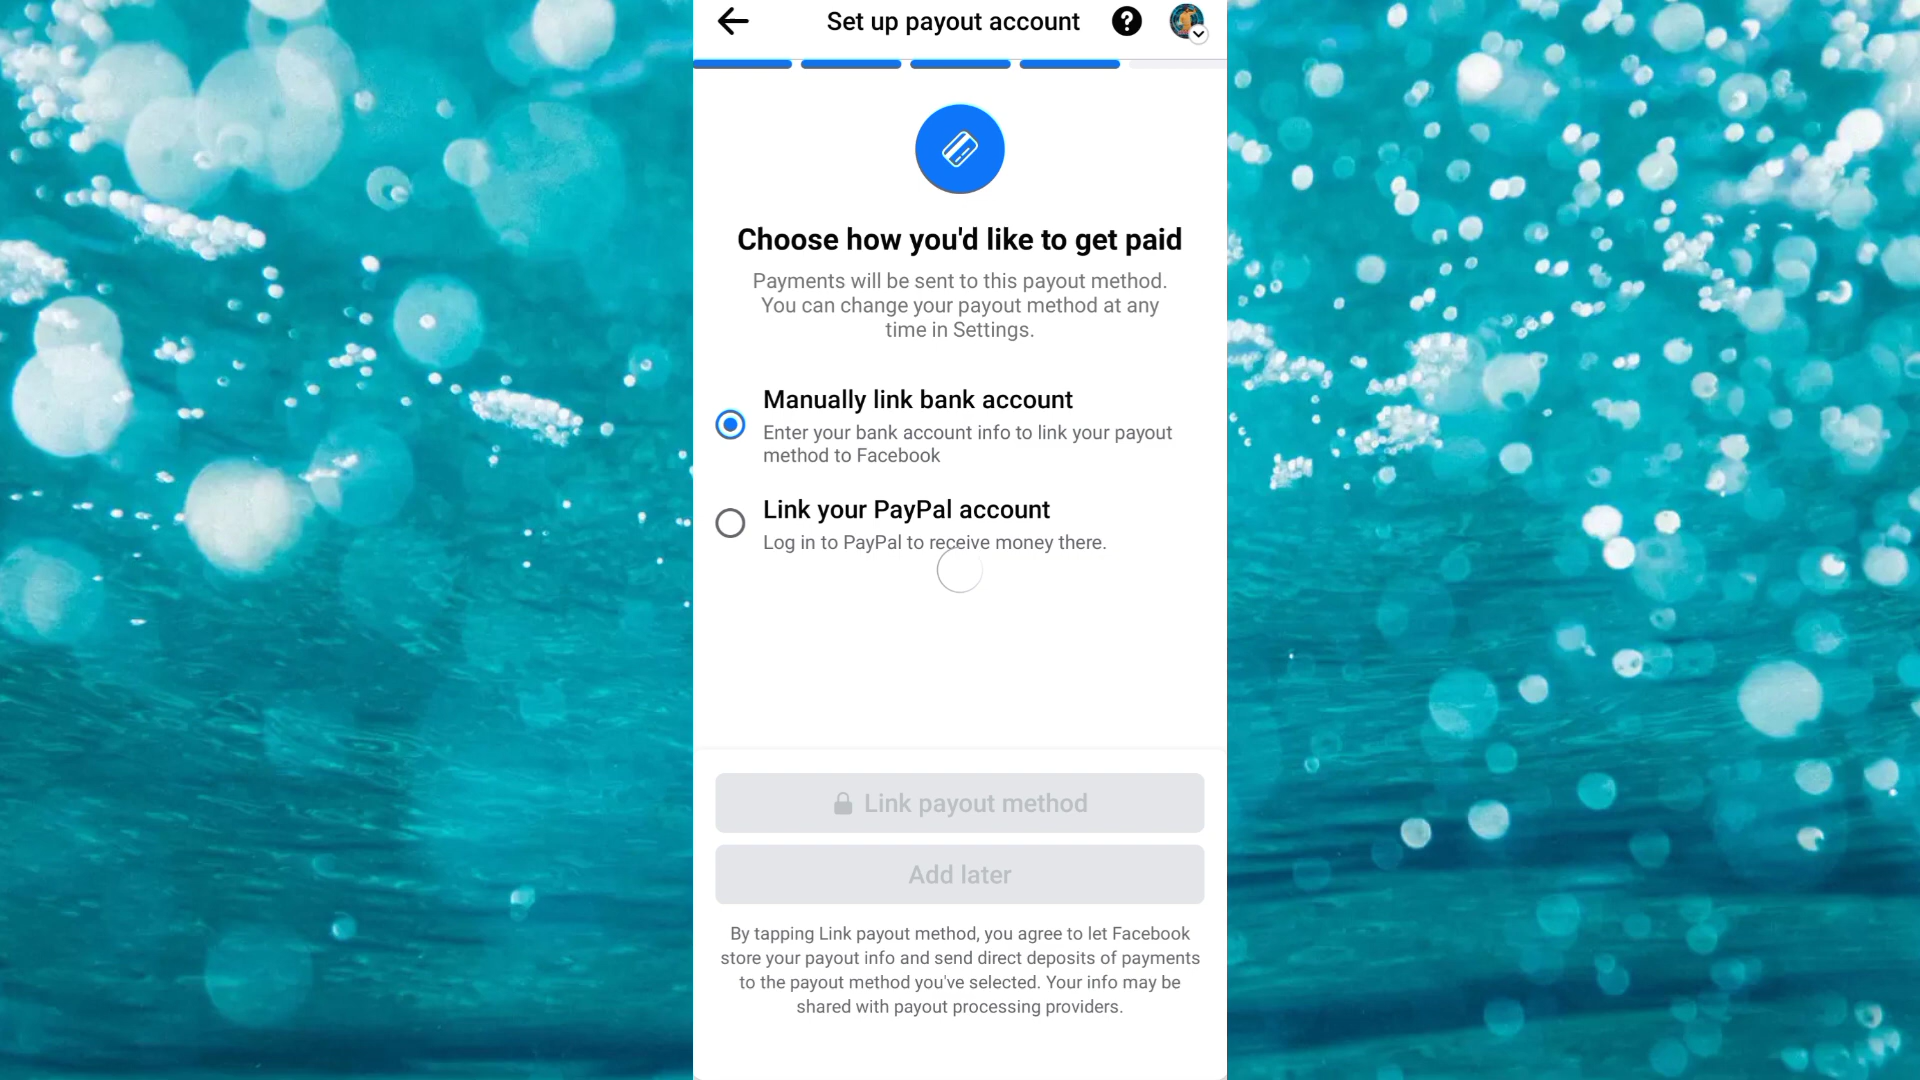 Set up payout account
Choose how you'd like to get paid
Payments will be sent to this payout method.
You can change your payout method at any
time in Settings.
Manually link bank account
Enter your bank account info to link your payout
method to Facebook
Link your PayPal account
Log in to PayPal to receive money there.
Link payout method
Add later
By tapping Link payout method, you agree to let Facebook
store your payout info and send direct deposits of payments
to the payout method you've selected. Your info may be
shared with payout processing providers.